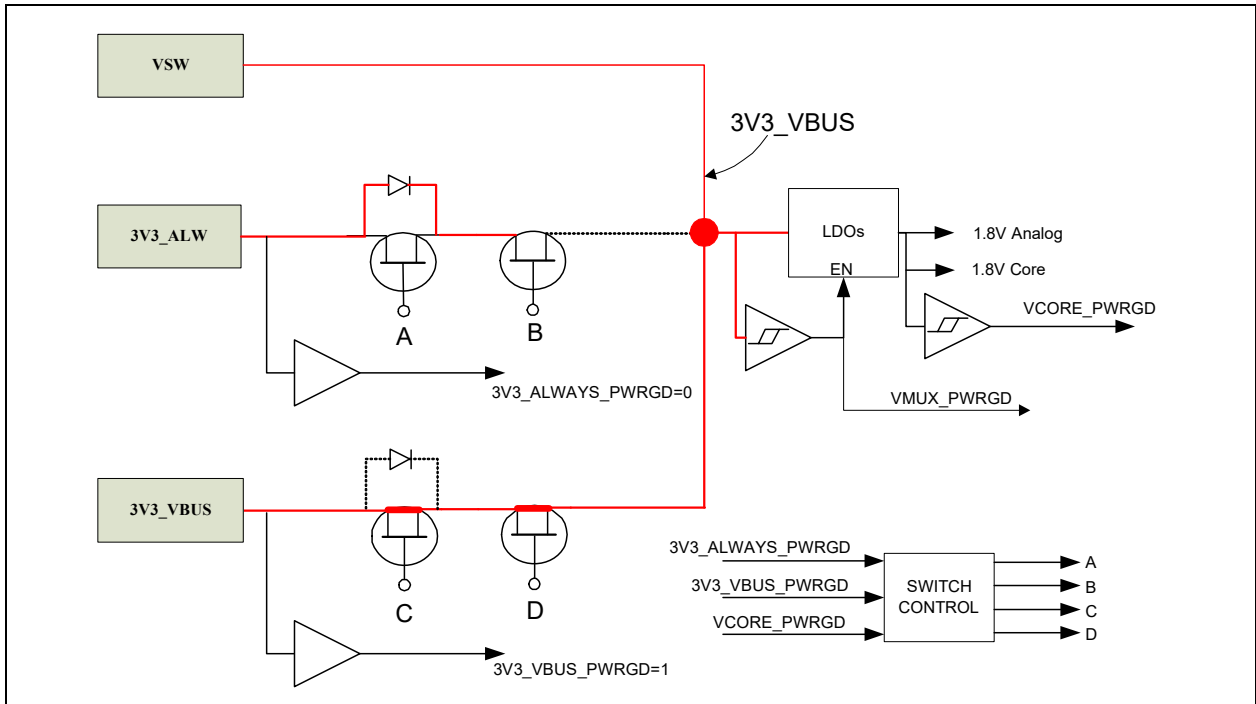 VSW
3V3_VBUS
3V3_ALW
LDOs
EN
1.8V Analog
1.8V Core
A
B
VCORE_PWRGD
3V3_ALWAYS_PWRGD=0
VMUX_PWRGD
3V3_VBUS
C
D
3V3_VBUS_PWRGD=1
3V3_ALWAYS_PWRGD
3V3_VBUS_PWRGD
VCORE_PWRGD
SWITCH
CONTROL
A
B
C
D